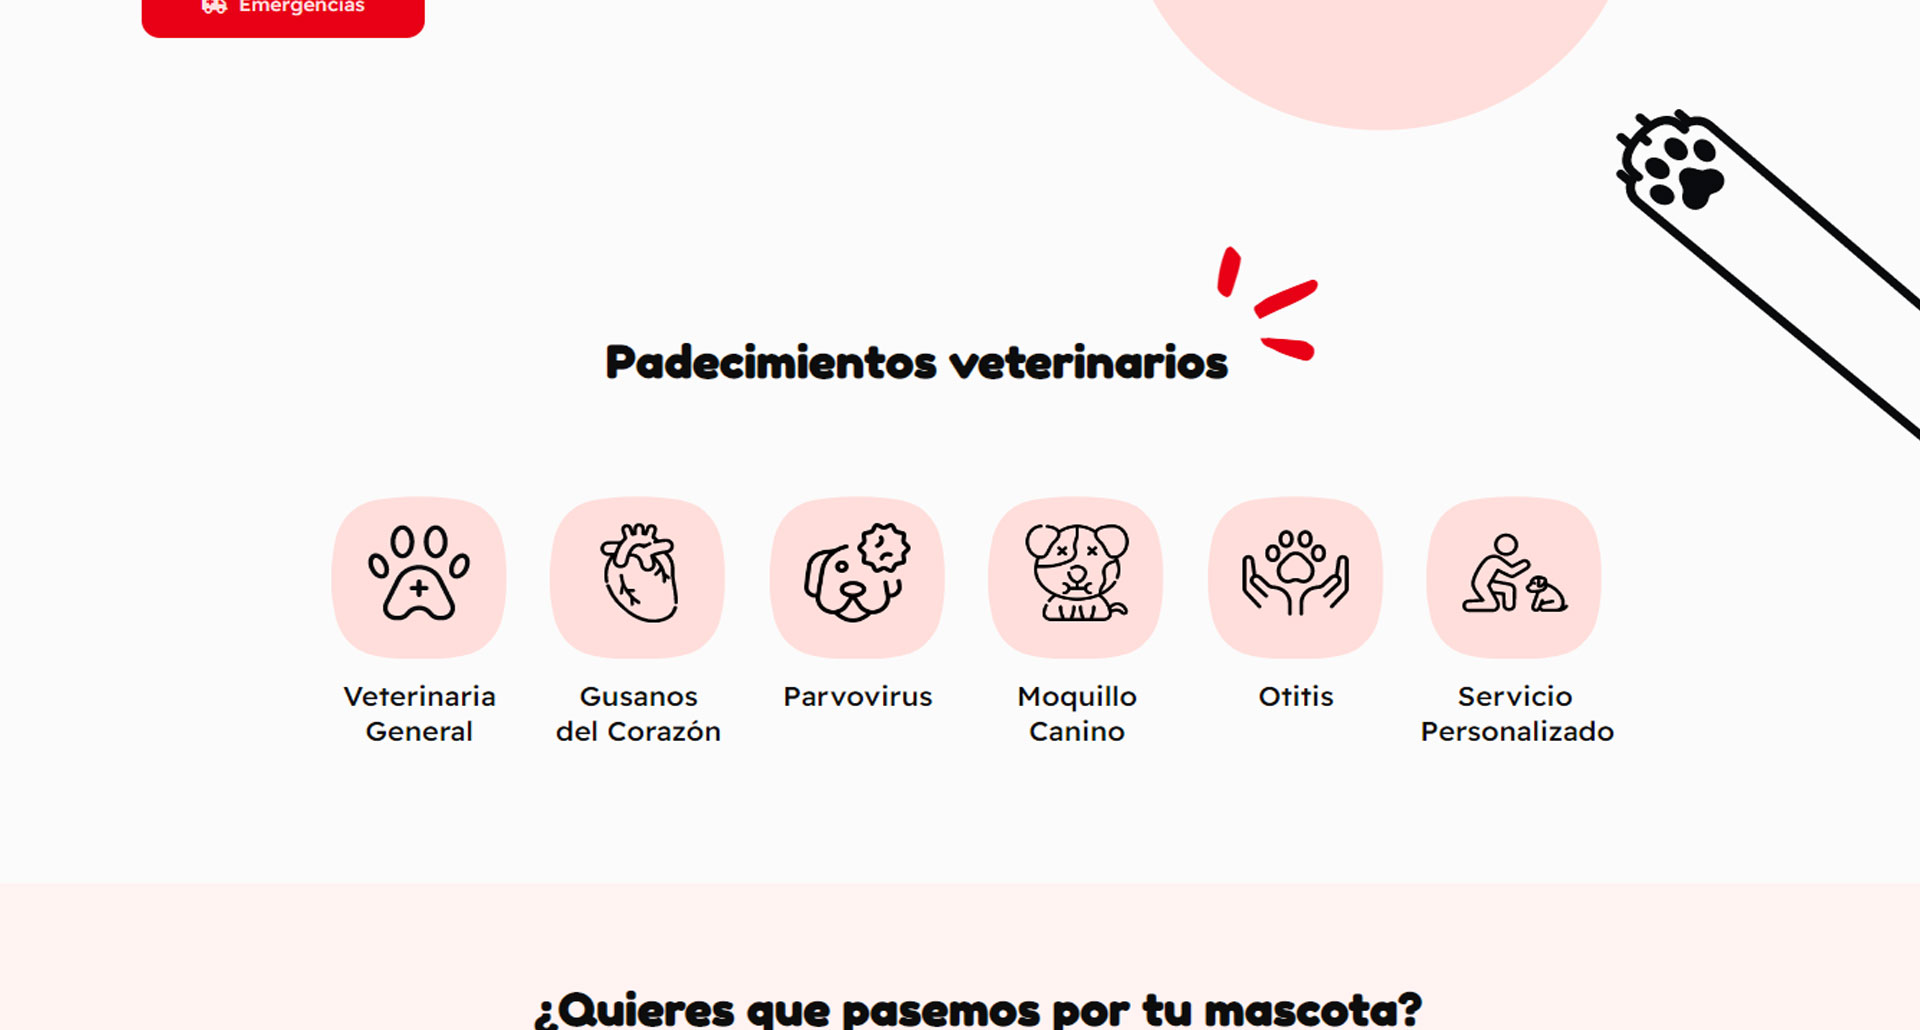 Emergencias
Padecimientos veterinarios
Veterinaria
General
Gusanos
del Corazón
Parvovirus
Moquillo
Canino
Otitis
Servicio
Personalizado
¿Quieres que pasemos por tu mascota?